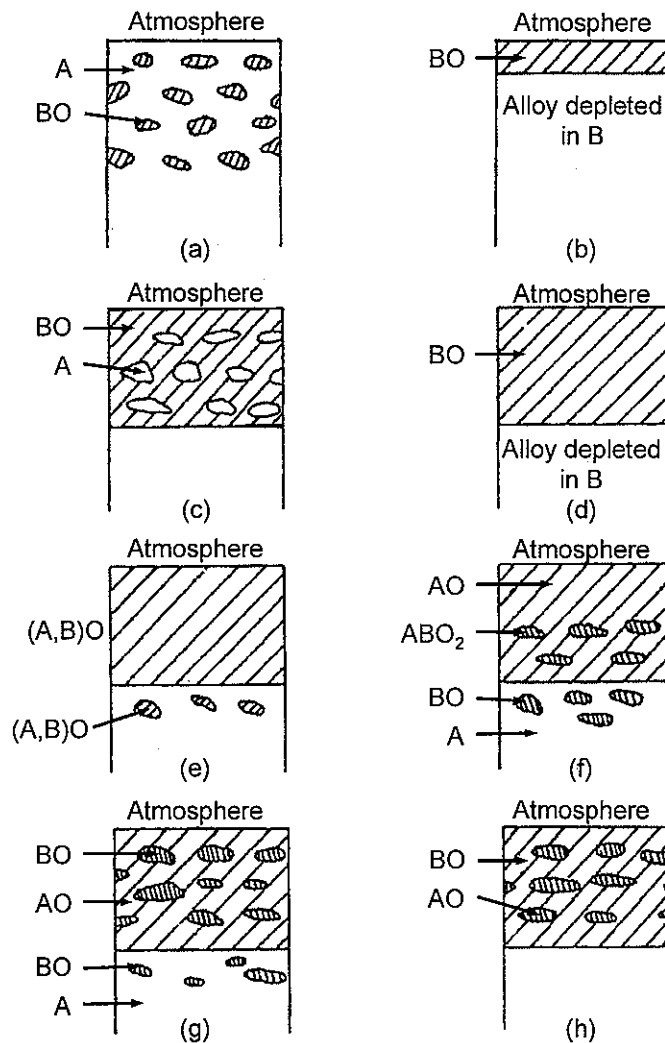 Atmosphere
A
BO
(a)
Atmosphere
BO
Alloy depleted
in B
(b)
Atmosphere
BO
A
(c)
Atmosphere
BO
Alloy depleted
in B
(d)
Atmosphere
(A,B)O
(A,B)O
(e)
Atmosphere
AO
ABO₂
BO
A
(f)
Atmosphere
BO
AO
BO
A
(g)
Atmosphere
BO
AO
(h)